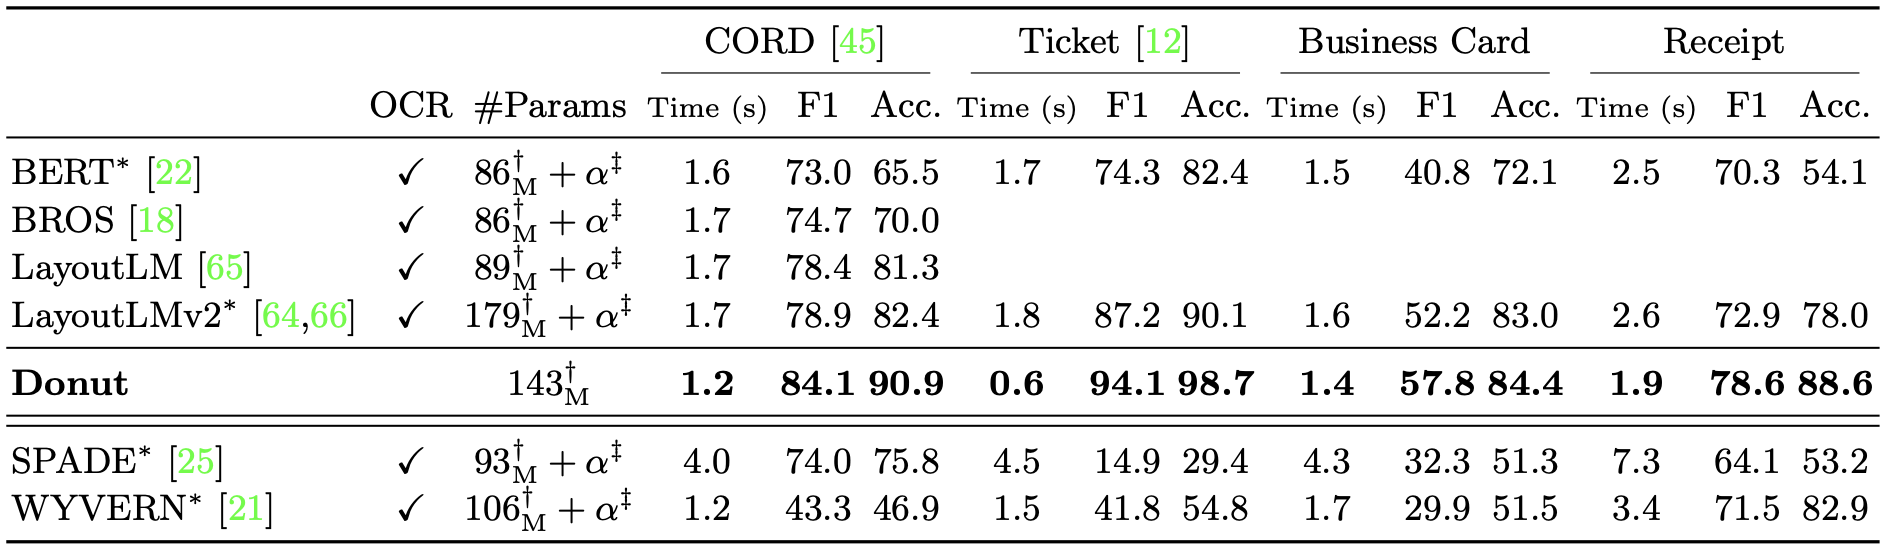 CORD [45] Ticket [12] Business Card Receipt
OCR #Params Time (s) F1 Acc. Time (s) F1 Acc. Time (s) F1 Acc. Time (s) F1 Acc.
BERT* [22] ✓ 86†M + α‡ 1.6 73.0 65.5 1.7 74.3 82.4 1.5 40.8 72.1 2.5 70.3 54.1
BROS [18] ✓ 86†M + α‡ 1.7 74.7 70.0
LayoutLM [65] ✓ 89†M + α‡ 1.7 78.4 81.3
LayoutLMv2* [64,66] ✓ 179†M + α‡ 1.7 78.9 82.4 1.8 87.2 90.1 1.6 52.2 83.0 2.6 72.9 78.0
Donut 143†M 1.2 84.1 90.9 0.6 94.1 98.7 1.4 57.8 84.4 1.9 78.6 88.6
SPADE* [25] ✓ 93†M + α‡ 4.0 74.0 75.8 4.5 14.9 29.4 4.3 32.3 51.3 7.3 64.1 53.2
WYVERN* [21] ✓ 106†M + α‡ 1.2 43.3 46.9 1.5 41.8 54.8 1.7 29.9 51.5 3.4 71.5 82.9